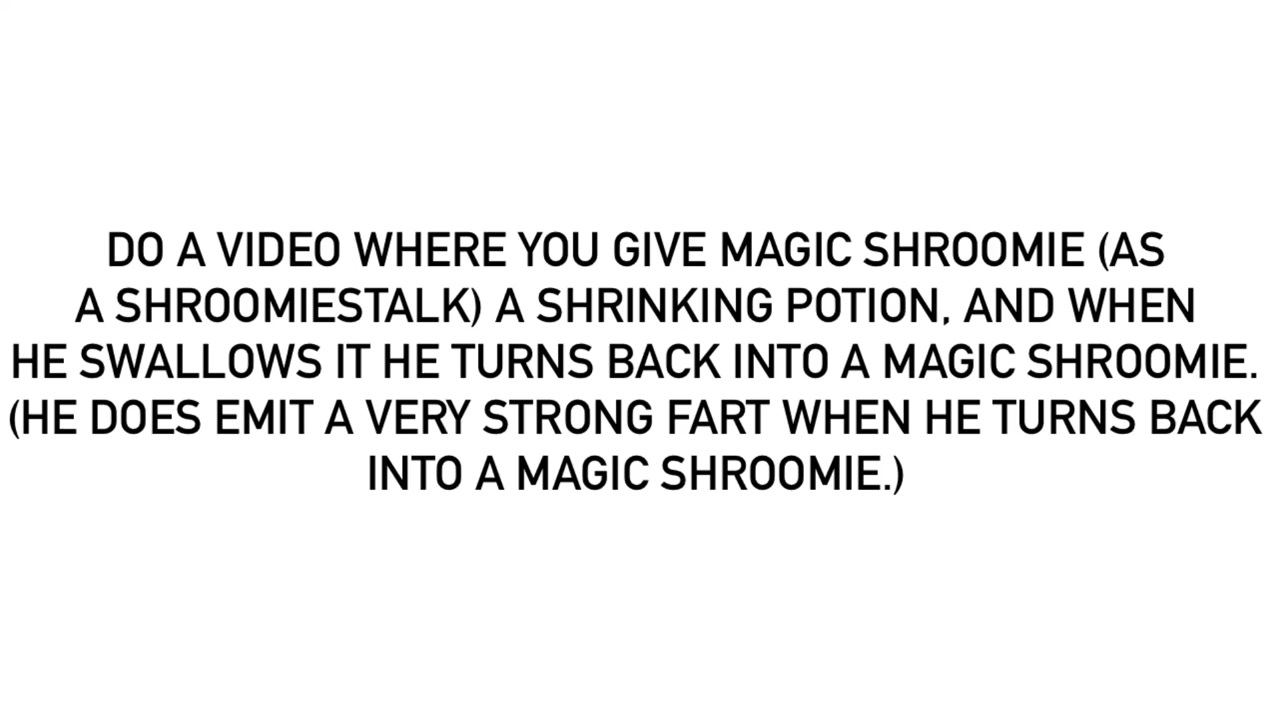 DO A VIDEO WHERE YOU GIVE MAGIC SHROOMIE (AS
A SHROOMIESTALK) A SHRINKING POTION, AND WHEN
HE SWALLOWS IT HE TURNS BACK INTO A MAGIC SHROOMIE.
(HE DOES EMIT A VERY STRONG FART WHEN HE TURNS BACK
INTO A MAGIC SHROOMIE.)